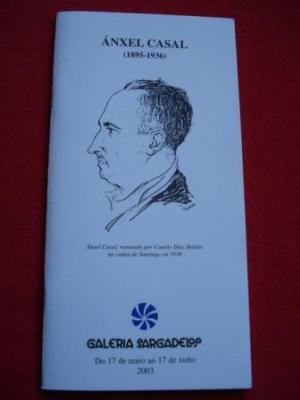 ÁNXEL CASAL
(1895-1936)
Ánxel Casal, retratado por Camilo Díaz Baliño
na cadea de Santiago en 1936
GALERIA SARGADELOS
Do 17 de maio ao 17 de xuño
2003